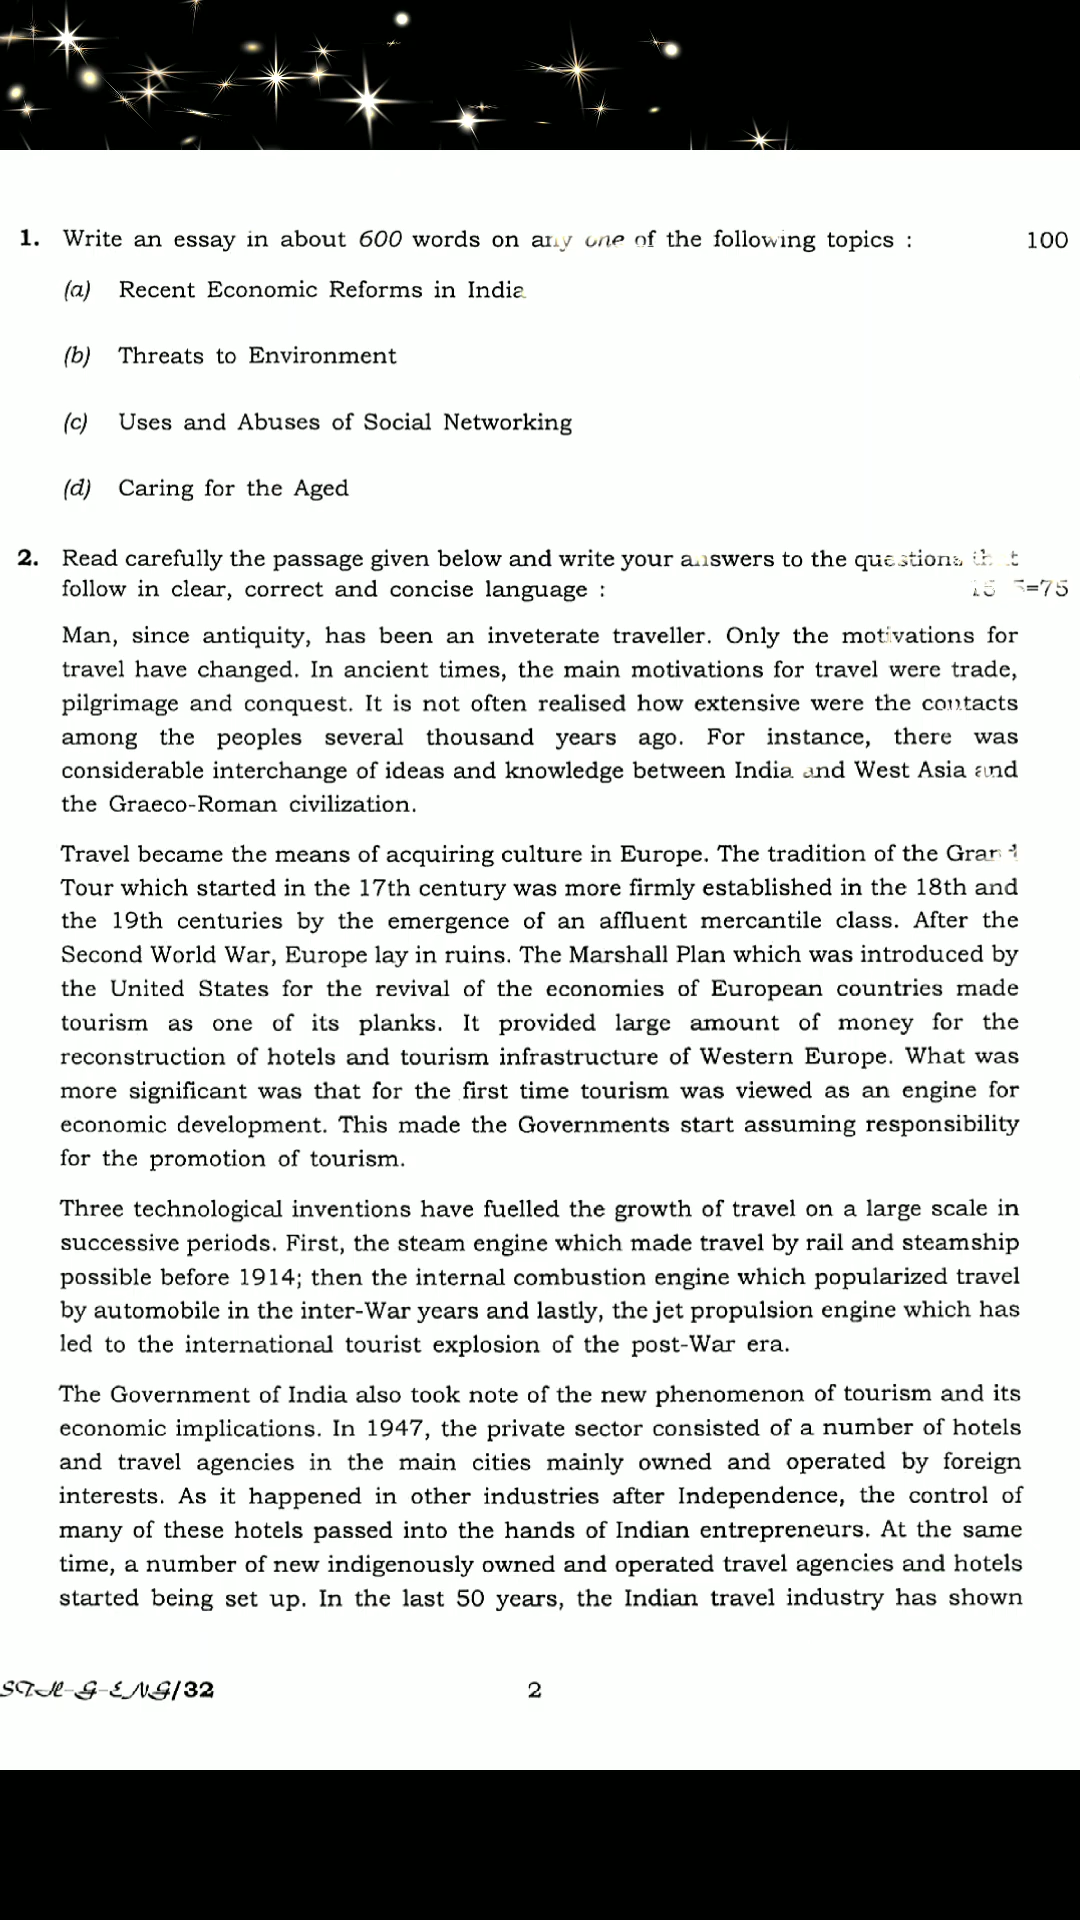 1. Write an essay in about 600 words on any one of the following topics : 100
(a) Recent Economic Reforms in India
(b) Threats to Environment
(c) Uses and Abuses of Social Networking
(d) Caring for the Aged
2. Read carefully the passage given below and write your answers to the questions that
follow in clear, correct and concise language : =75
Man, since antiquity, has been an inveterate traveller. Only the motivations for
travel have changed. In ancient times, the main motivations for travel were trade,
pilgrimage and conquest. It is not often realised how extensive were the contacts
among the peoples several thousand years ago. For instance, there was
considerable interchange of ideas and knowledge between India and West Asia and
the Graeco-Roman civilization.
Travel became the means of acquiring culture in Europe. The tradition of the Grand
Tour which started in the 17th century was more firmly established in the 18th and
the 19th centuries by the emergence of an affluent mercantile class. After the
Second World War, Europe lay in ruins. The Marshall Plan which was introduced by
the United States for the revival of the economies of European countries made
tourism as one of its planks. It provided large amount of money for the
reconstruction of hotels and tourism infrastructure of Western Europe. What was
more significant was that for the first time tourism was viewed as an engine for
economic development. This made the Governments start assuming responsibility
for the promotion of tourism.
Three technological inventions have fuelled the growth of travel on a large scale in
successive periods. First, the steam engine which made travel by rail and steamship
possible before 1914; then the internal combustion engine which popularized travel
by automobile in the inter-War years and lastly, the jet propulsion engine which has
led to the international tourist explosion of the post-War era.
The Government of India also took note of the new phenomenon of tourism and its
economic implications. In 1947, the private sector consisted of a number of hotels
and travel agencies in the main cities mainly owned and operated by foreign
interests. As it happened in other industries after Independence, the control of
many of these hotels passed into the hands of Indian entrepreneurs. At the same
time, a number of new indigenously owned and operated travel agencies and hotels
started being set up. In the last 50 years, the Indian travel industry has shown
STM-G-ENG/32 2